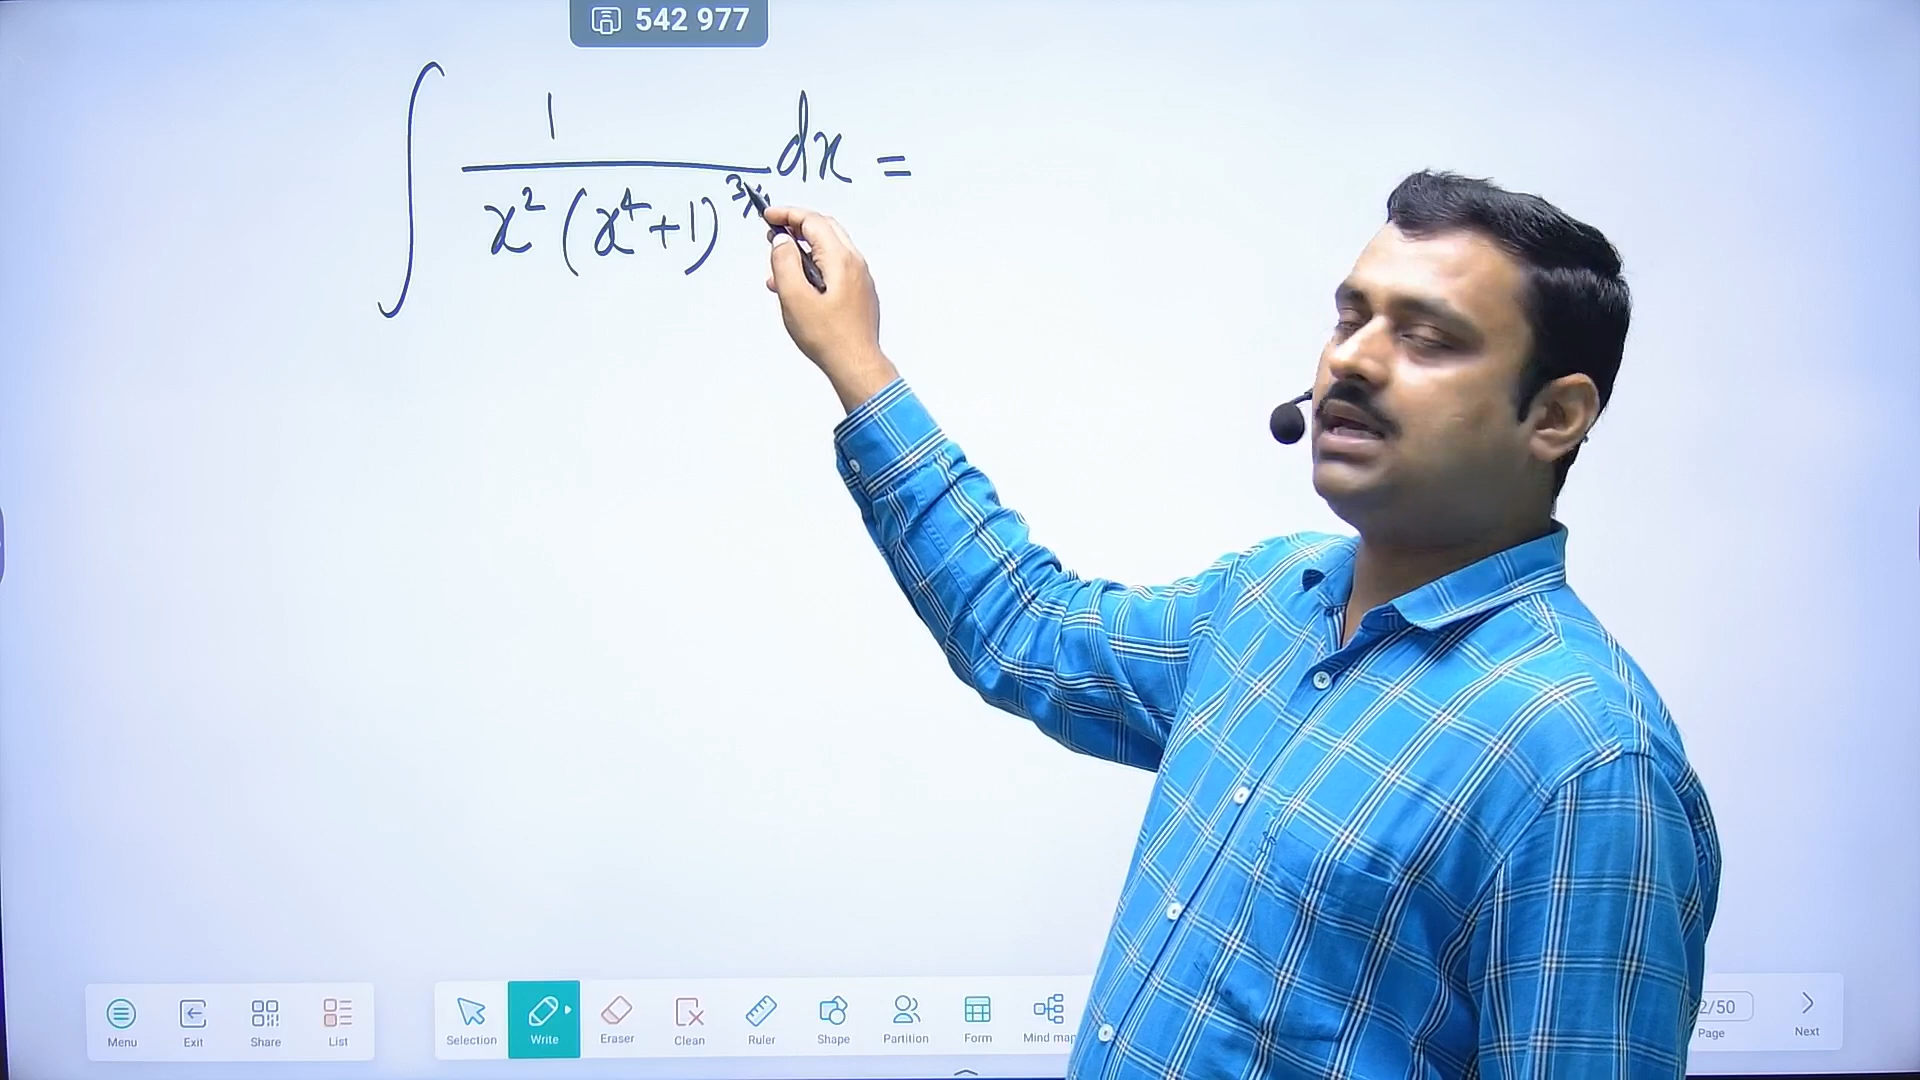 542 977
∫ 1 / x² (x⁴+1)^3/ dx =
Menu Exit Share List Selection Write Eraser Clean Ruler Shape Partition Form Mind map 2/50 Page Next